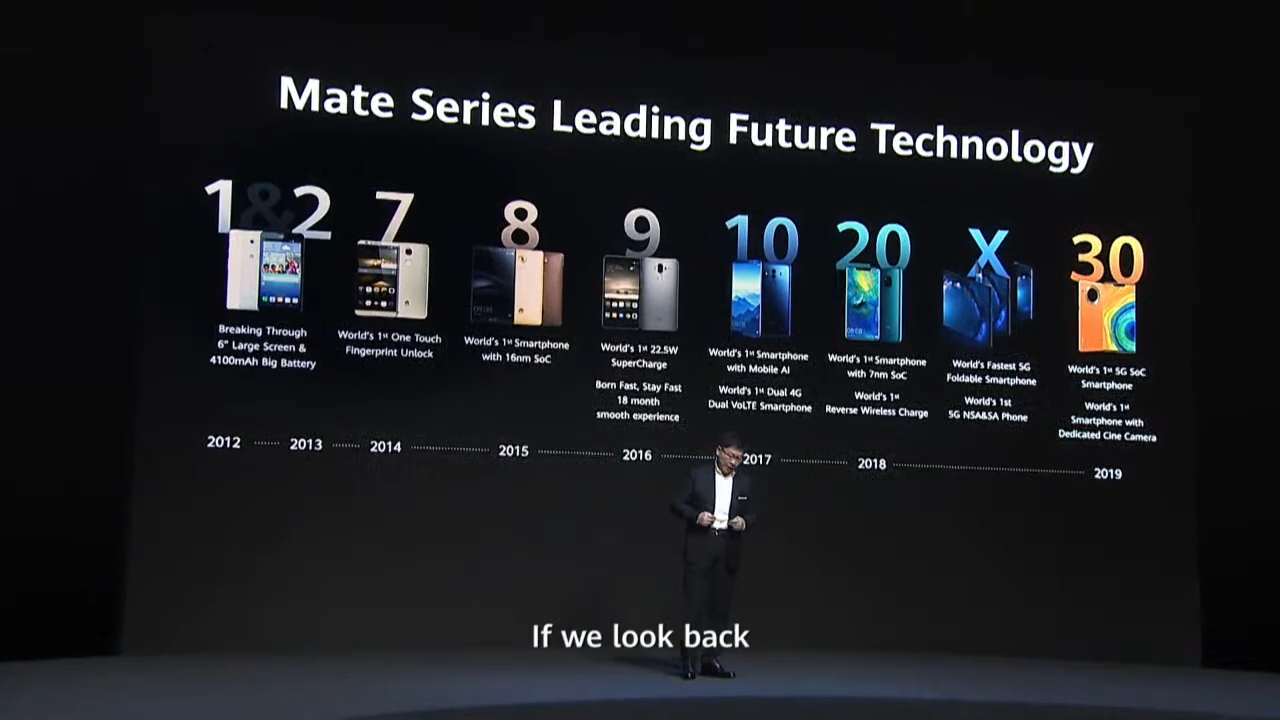 Mate Series Leading Future Technology
1&2
7
8
9
10
20
X
30
Breaking Through
6" Large Screen &
4100mAh Big Battery
World's 1st One Touch
Fingerprint Unlock
World's 1st Smartphone
with 16nm SoC
World's 1st 22.5W
SuperCharge
Born Fast, Stay Fast
18 month
smooth experience
World's 1st Smartphone
with Mobile AI
World's 1st Dual 4G
Dual VoLTE Smartphone
World's 1st Smartphone
with 7nm SoC
World's 1st
Reverse Wireless Charge
World's Fastest 5G
Foldable Smartphone
World's 1st
5G NSA&SA Phone
World's 1st 5G SoC
Smartphone
World's 1st
Smartphone with
Dedicated Cine Camera
2012 2013 2014 2015 2016 2017 2018 2019
If we look back